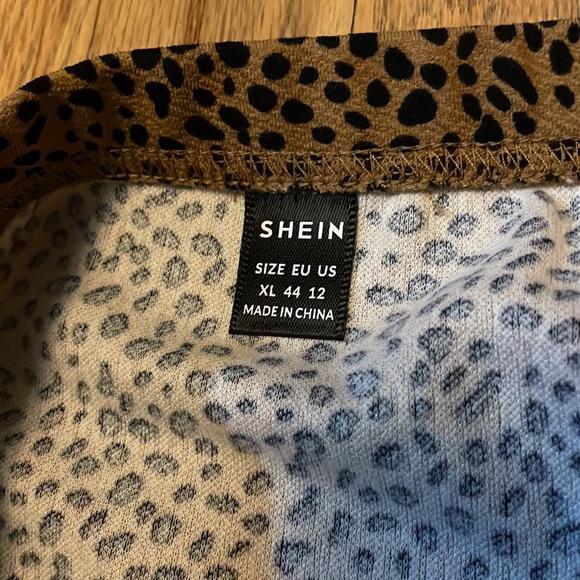 SHEIN
SIZE EU US
XL 44 12
MADE IN CHINA